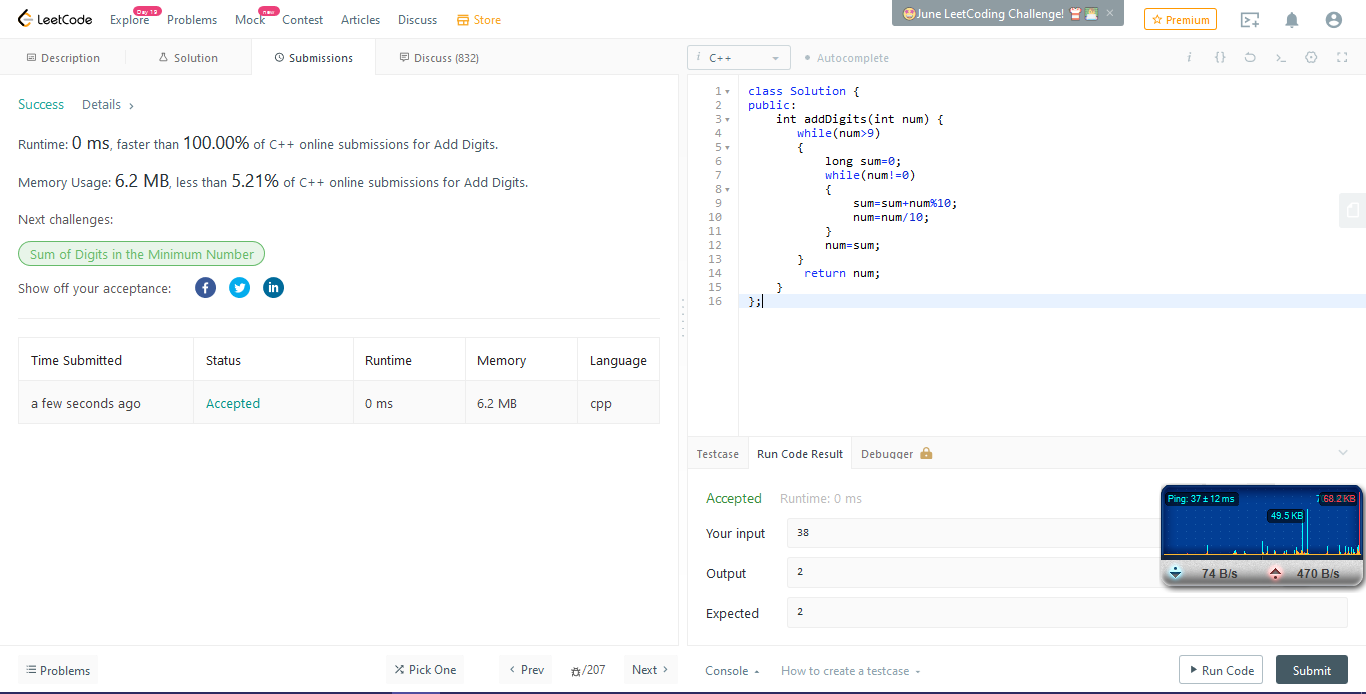 LeetCode Explore Day 19 Problems Mock new Contest Articles Discuss Store June LeetCoding Challenge! × Premium
Description Solution Submissions Discuss (832)
Success Details >
Runtime: 0 ms, faster than 100.00% of C++ online submissions for Add Digits.
Memory Usage: 6.2 MB, less than 5.21% of C++ online submissions for Add Digits.
Next challenges:
Sum of Digits in the Minimum Number
Show off your acceptance:
Time Submitted Status Runtime Memory Language
a few seconds ago Accepted 0 ms 6.2 MB cpp
Problems Pick One < Prev /207 Next >
i C++ Autocomplete i {}
1 class Solution {
2 public:
3 int addDigits(int num) {
4 while(num>9)
5 {
6 long sum=0;
7 while(num!=0)
8 {
9 sum=sum+num%10;
10 num=num/10;
11 }
12 num=sum;
13 }
14 return num;
15 }
16 };
Testcase Run Code Result Debugger
Accepted Runtime: 0 ms
Your input 38
Output 2
Expected 2
Ping: 37 ± 12 ms 68.2 KB
49.5 KB
74 B/s 470 B/s
Console How to create a testcase Run Code Submit